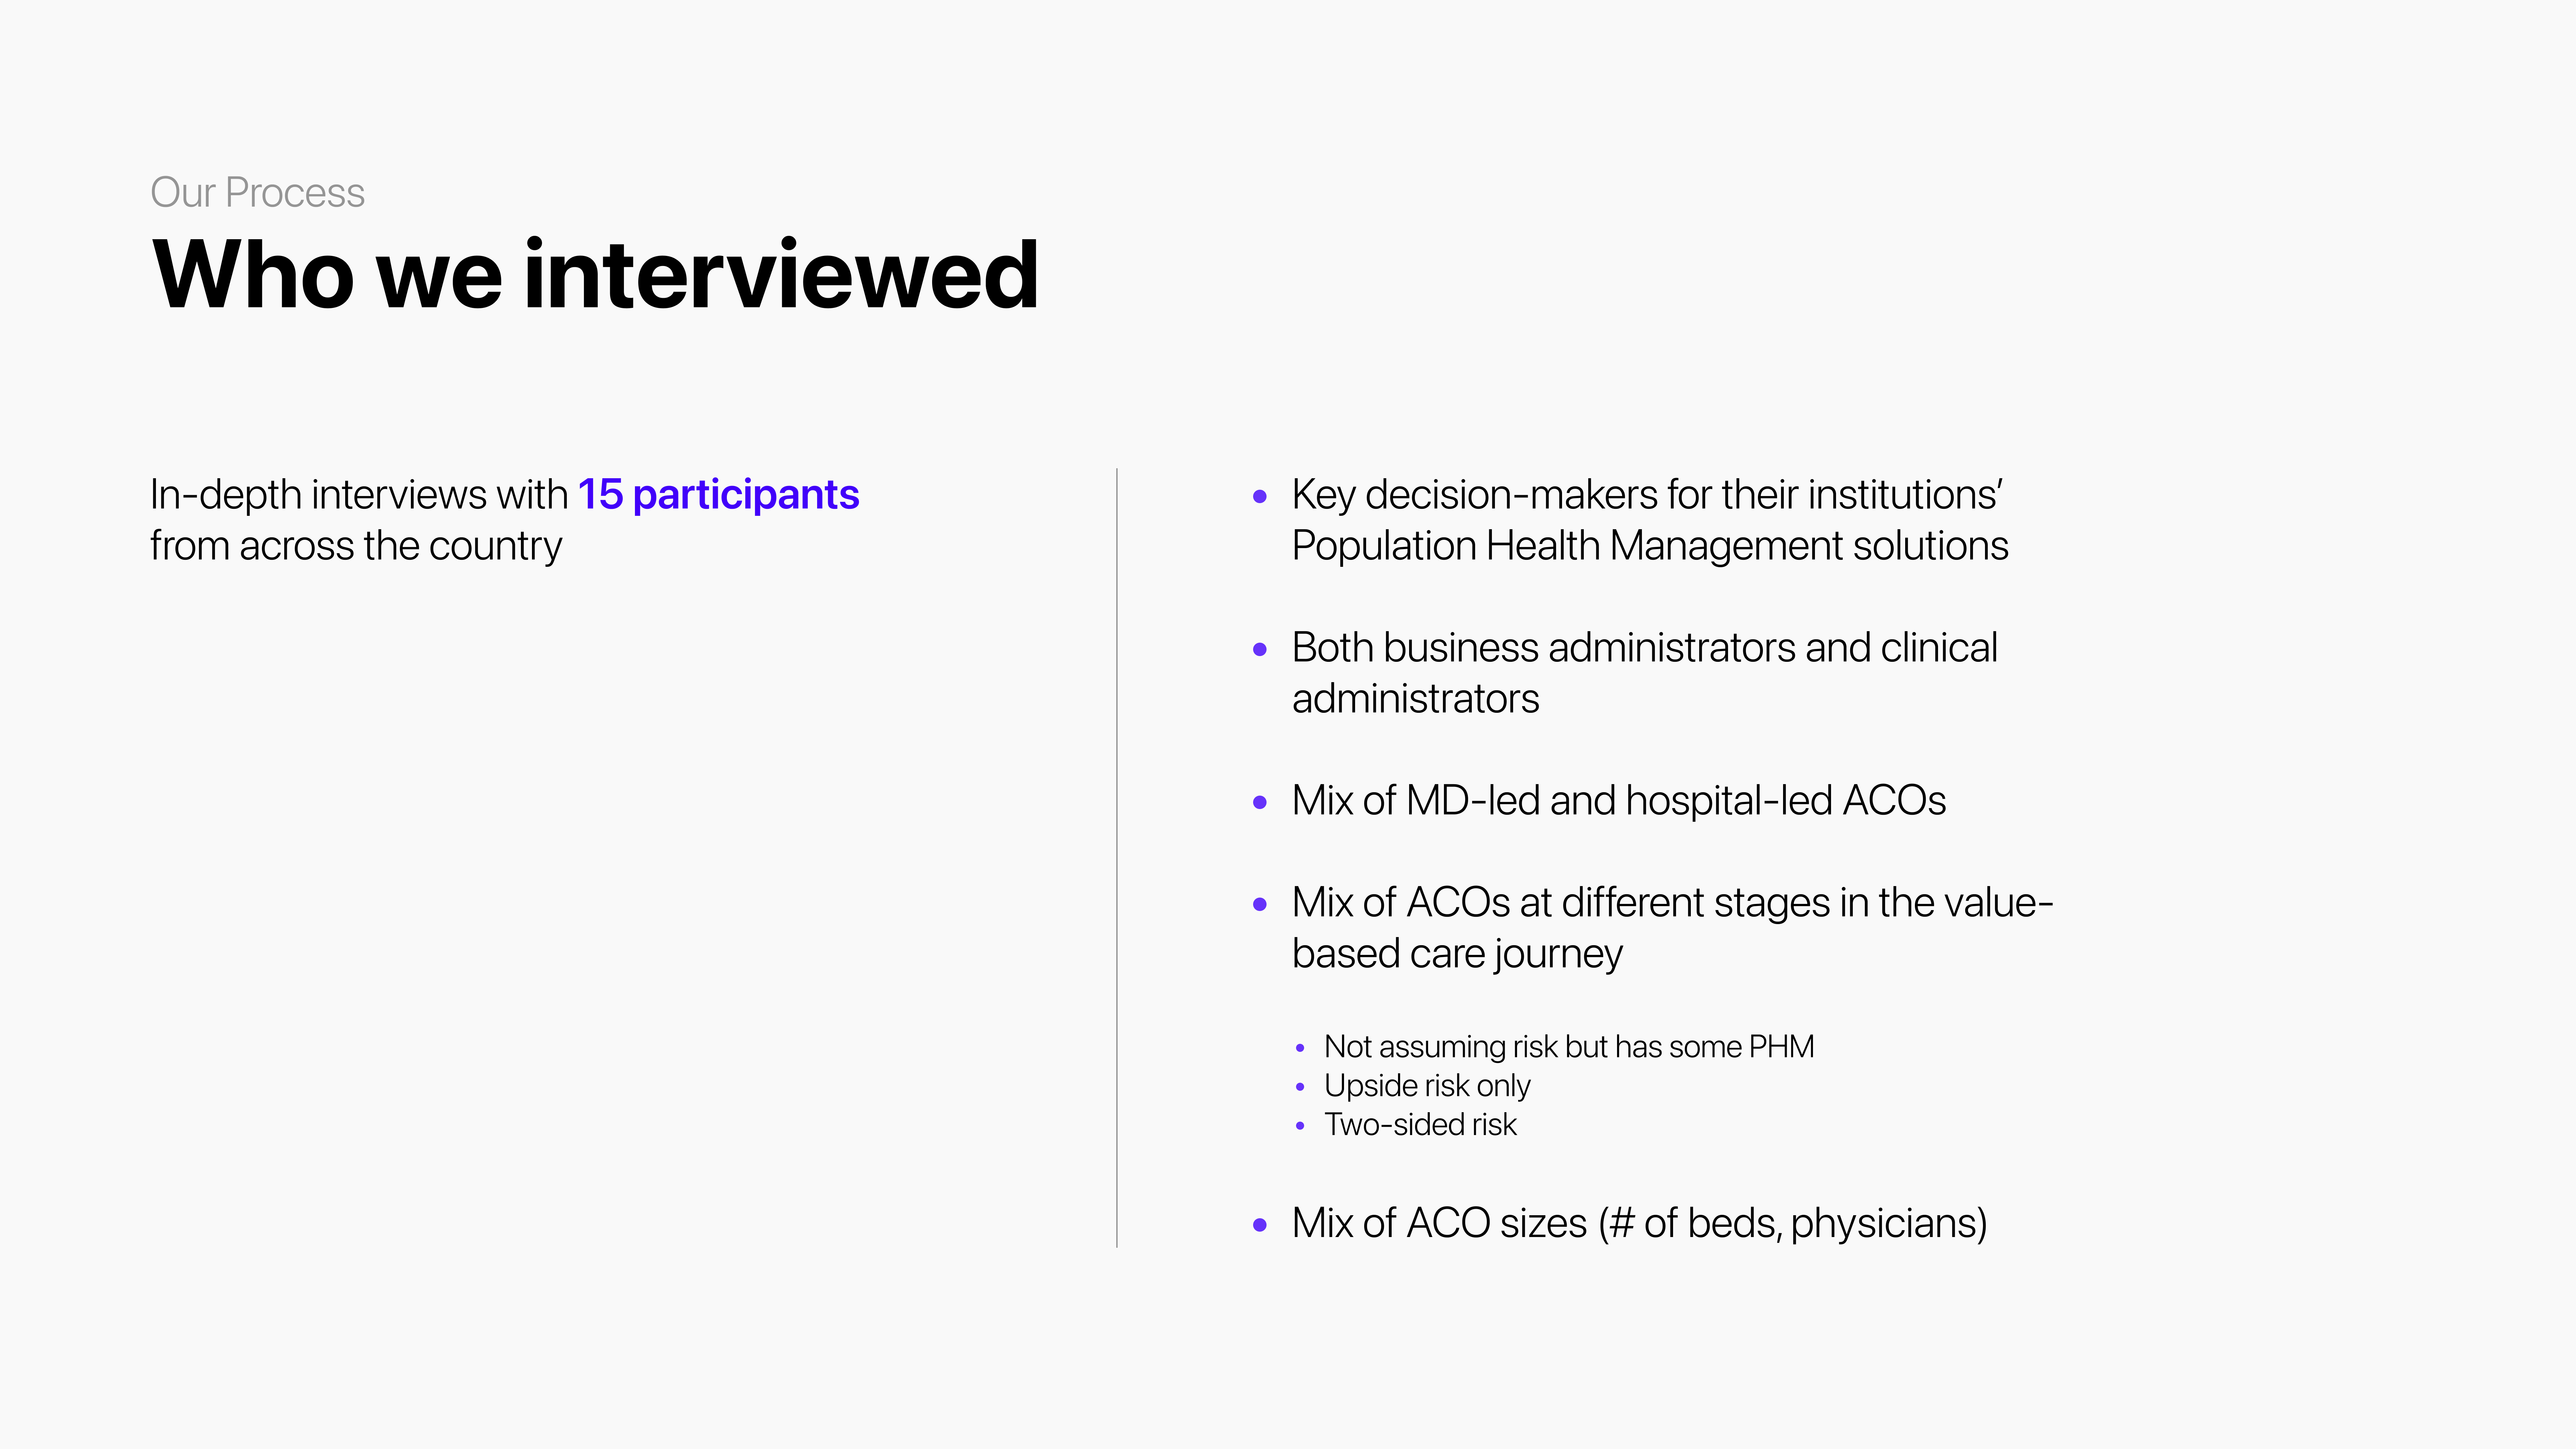 Our Process
Who we interviewed
In-depth interviews with 15 participants
from across the country
• Key decision-makers for their institutions’
Population Health Management solutions
• Both business administrators and clinical
administrators
• Mix of MD-led and hospital-led ACOs
• Mix of ACOs at different stages in the value-
based care journey
• Not assuming risk but has some PHM
• Upside risk only
• Two-sided risk
• Mix of ACO sizes (# of beds, physicians)